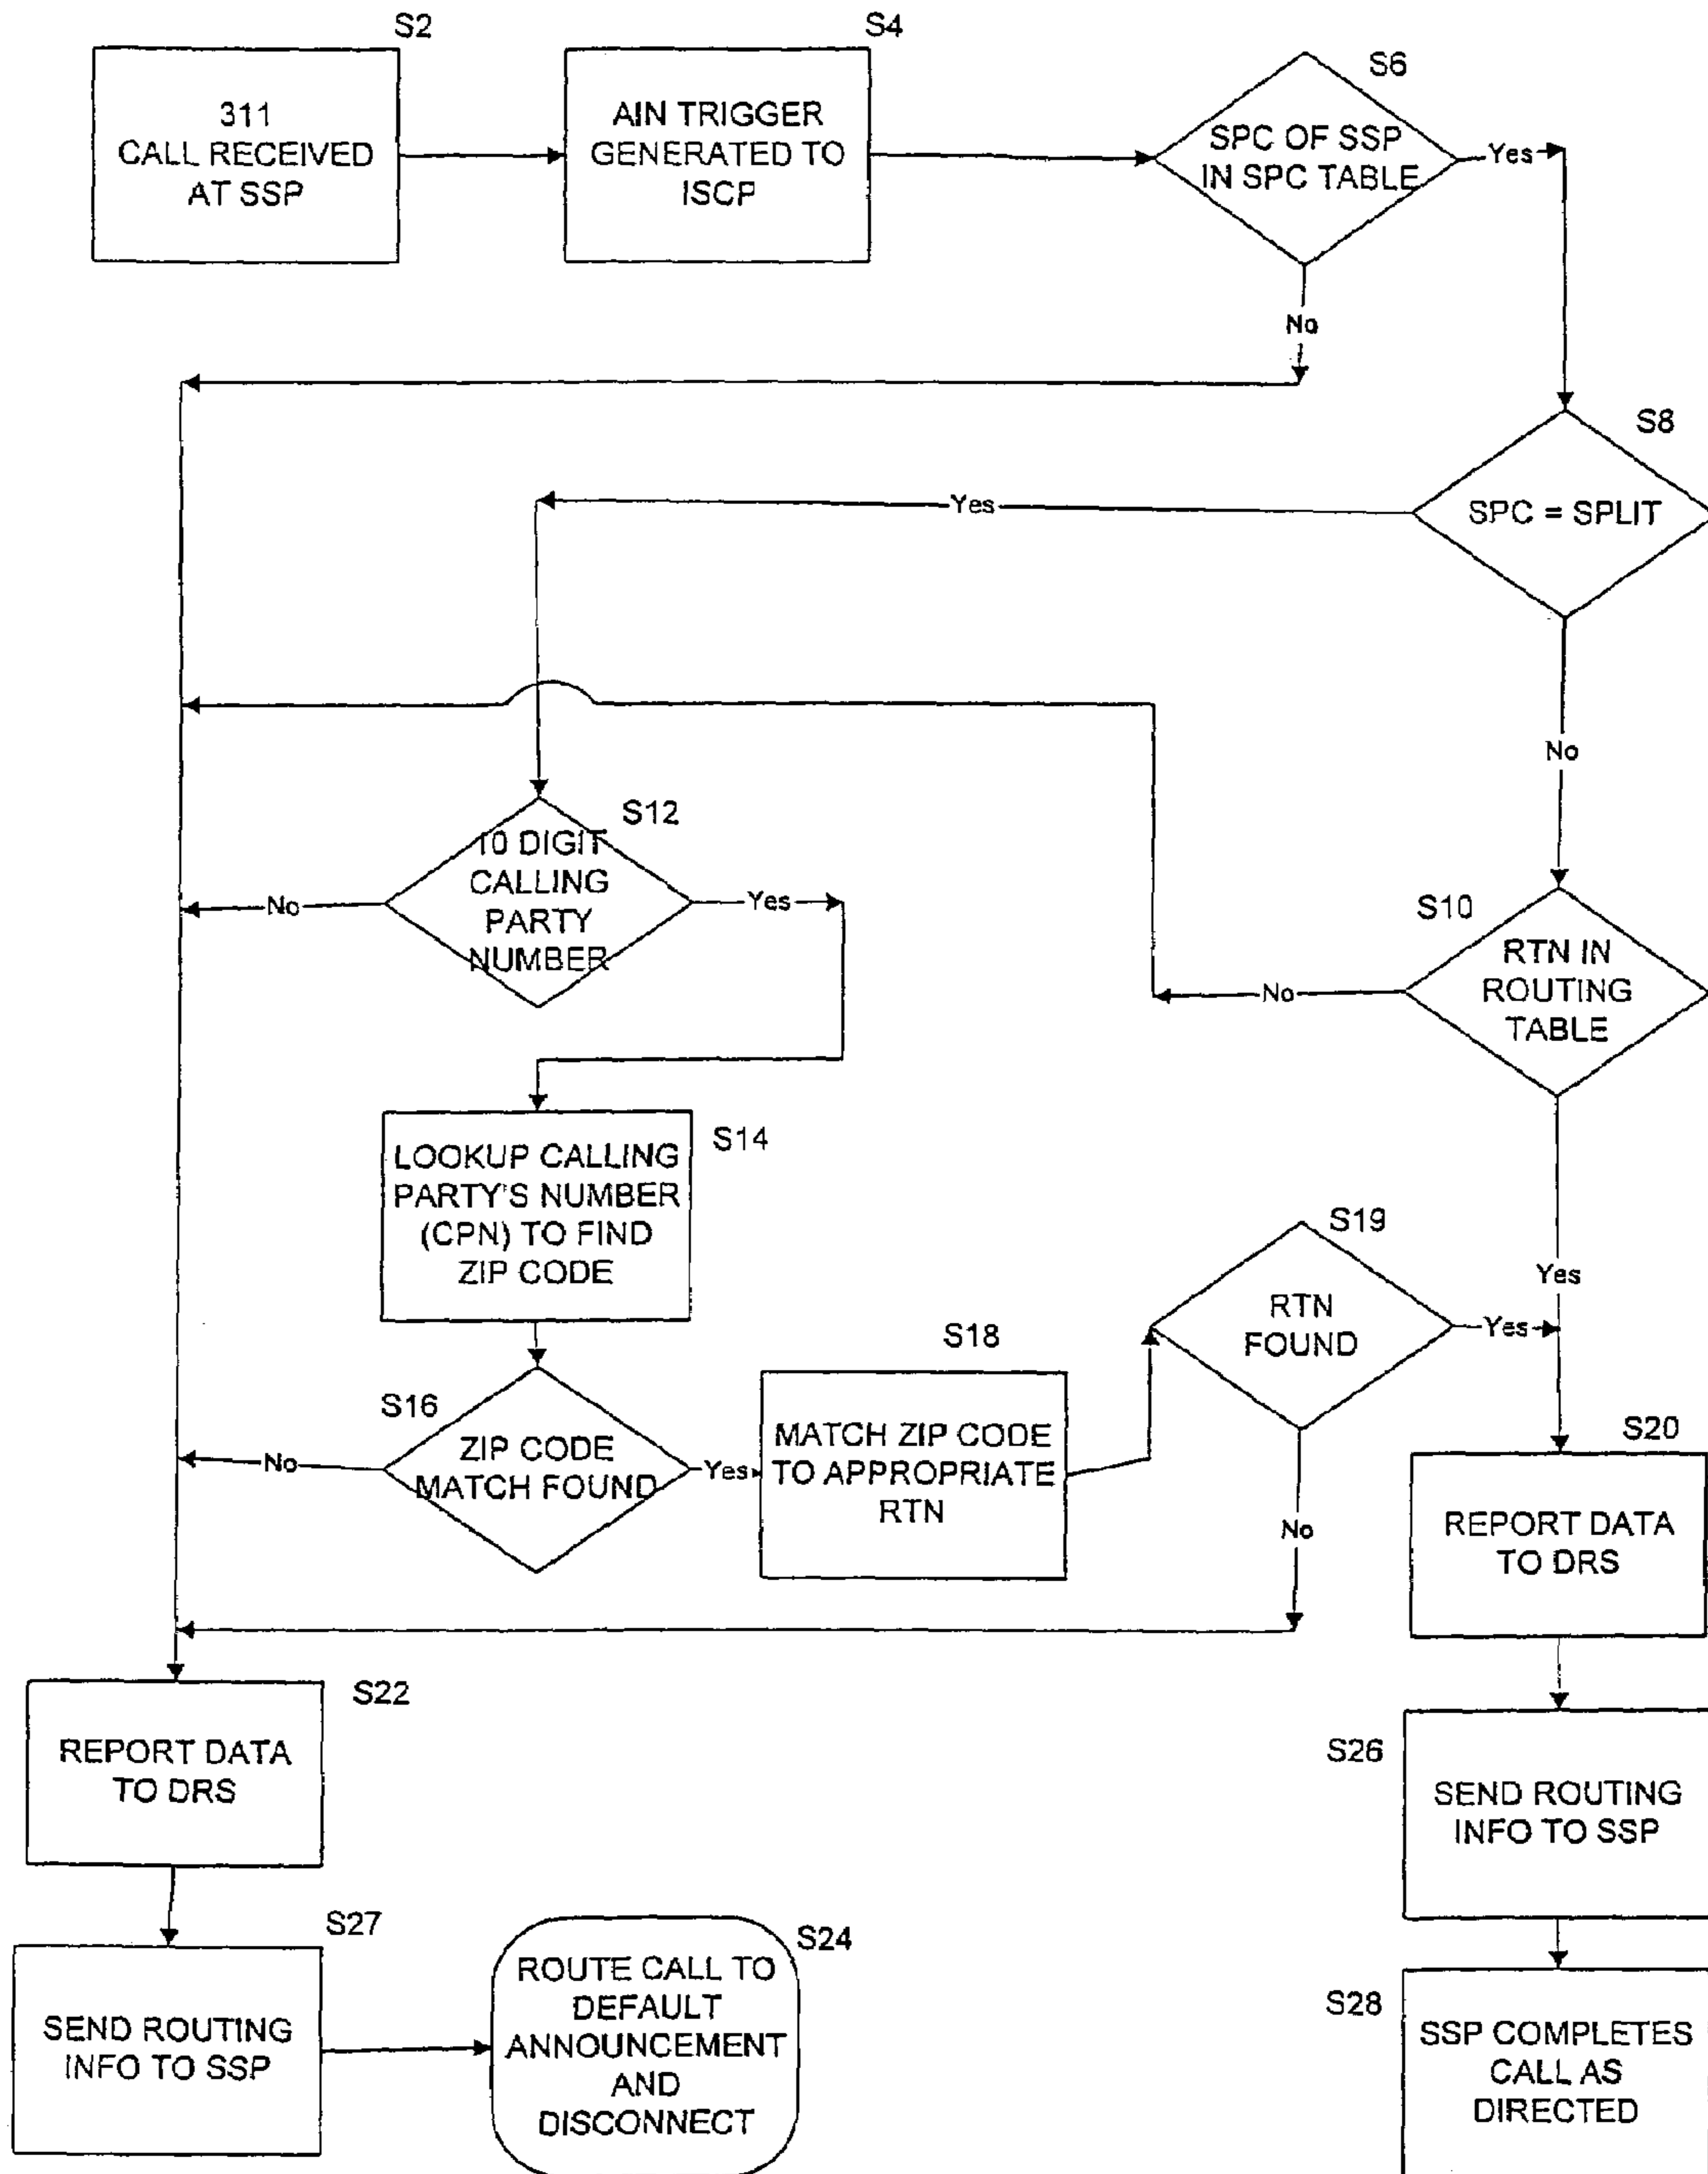 S2
311
CALL RECEIVED
AT SSP
S4
AIN TRIGGER
GENERATED TO
ISCP
S6
SPC OF SSP
IN SPC TABLE
Yes
No
S8
SPC = SPLIT
Yes
No
S12
10 DIGIT
CALLING
PARTY
NUMBER
No
Yes
S10
RTN IN
ROUTING
TABLE
No
Yes
S14
LOOKUP CALLING
PARTY'S NUMBER
(CPN) TO FIND
ZIP CODE
S16
ZIP CODE
MATCH FOUND
No
Yes
S18
MATCH ZIP CODE
TO APPROPRIATE
RTN
S19
RTN
FOUND
Yes
No
S20
REPORT DATA
TO DRS
S22
REPORT DATA
TO DRS
S26
SEND ROUTING
INFO TO SSP
S27
SEND ROUTING
INFO TO SSP
S24
ROUTE CALL TO
DEFAULT
ANNOUNCEMENT
AND
DISCONNECT
S28
SSP COMPLETES
CALL AS
DIRECTED